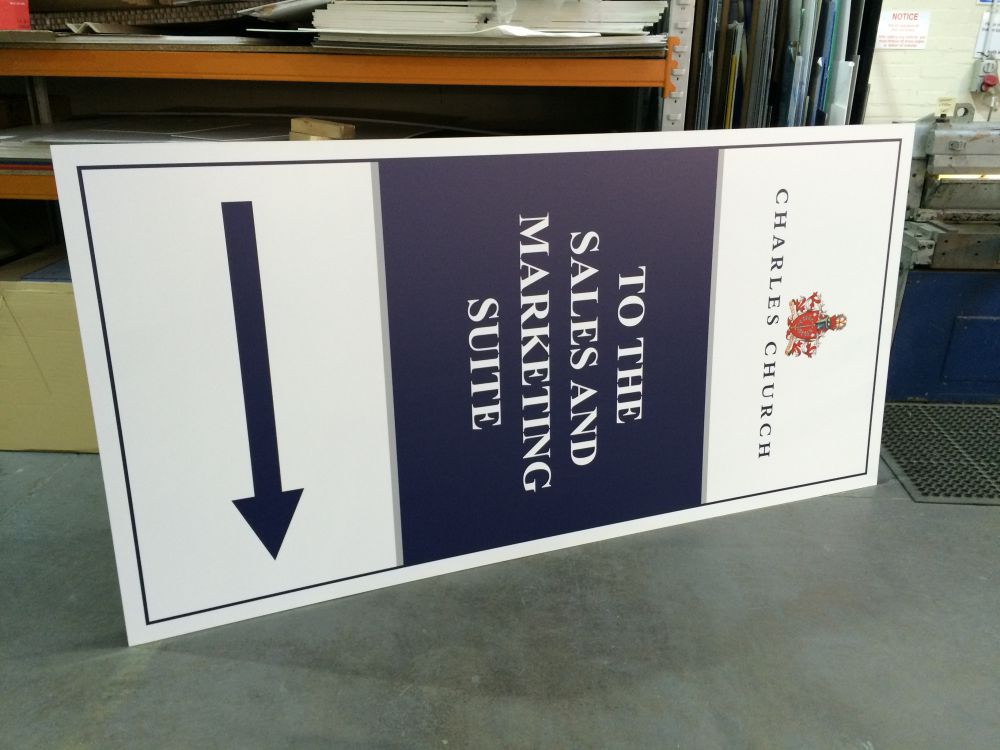 CHARLES CHURCH
TO THE
SALES AND
MARKETING
SUITE
NOTICE